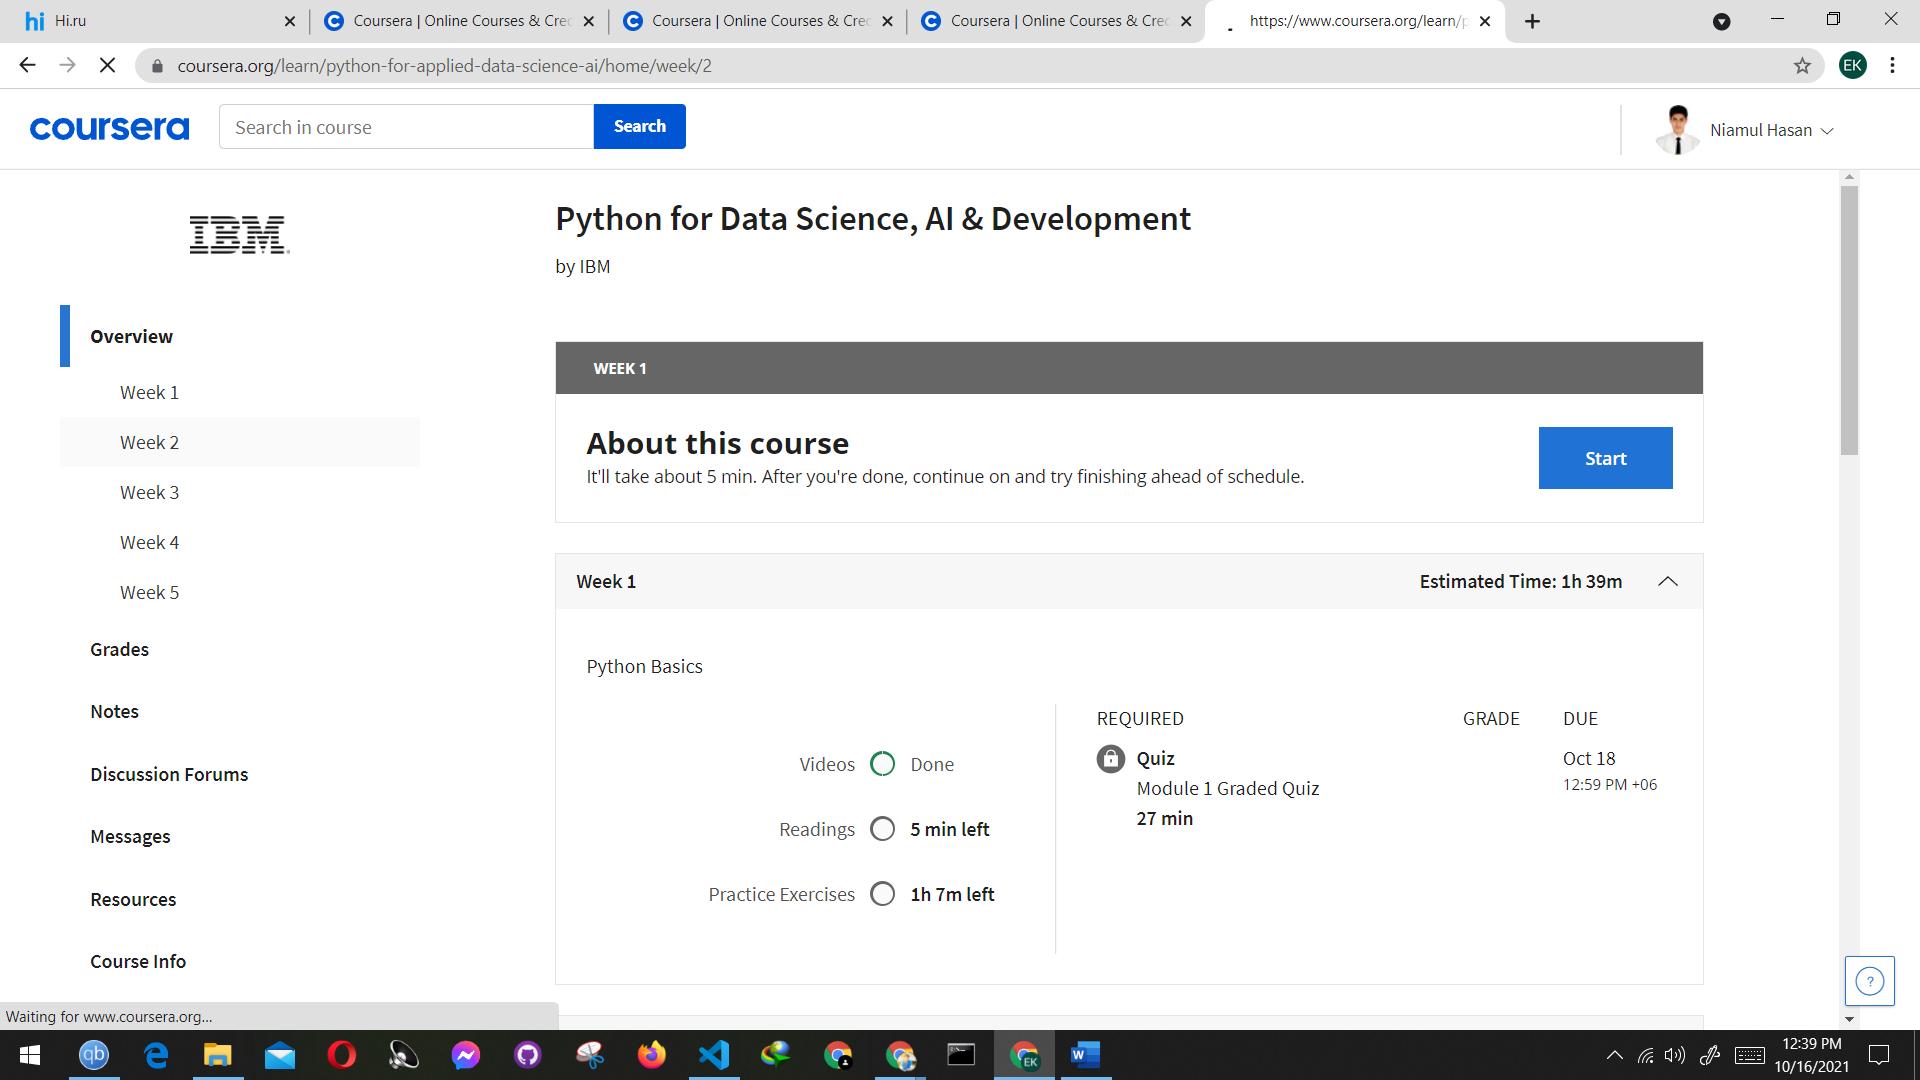 Hi.ru
Coursera | Online Courses & Cre
Coursera | Online Courses & Cre
Coursera | Online Courses & Cre
https://www.coursera.org/learn/p
coursera.org/learn/python-for-applied-data-science-ai/home/week/2
EK
coursera
Search in course
Search
Niamul Hasan
IBM
Overview
Week 1
Week 2
Week 3
Week 4
Week 5
Grades
Notes
Discussion Forums
Messages
Resources
Course Info
Python for Data Science, AI & Development
by IBM
WEEK 1
About this course
It'll take about 5 min. After you're done, continue on and try finishing ahead of schedule.
Start
Week 1
Estimated Time: 1h 39m
Python Basics
Videos Done
Readings 5 min left
Practice Exercises 1h 7m left
REQUIRED GRADE DUE
Quiz Oct 18
Module 1 Graded Quiz 12:59 PM +06
27 min
?
Waiting for www.coursera.org...
12:39 PM
10/16/2021